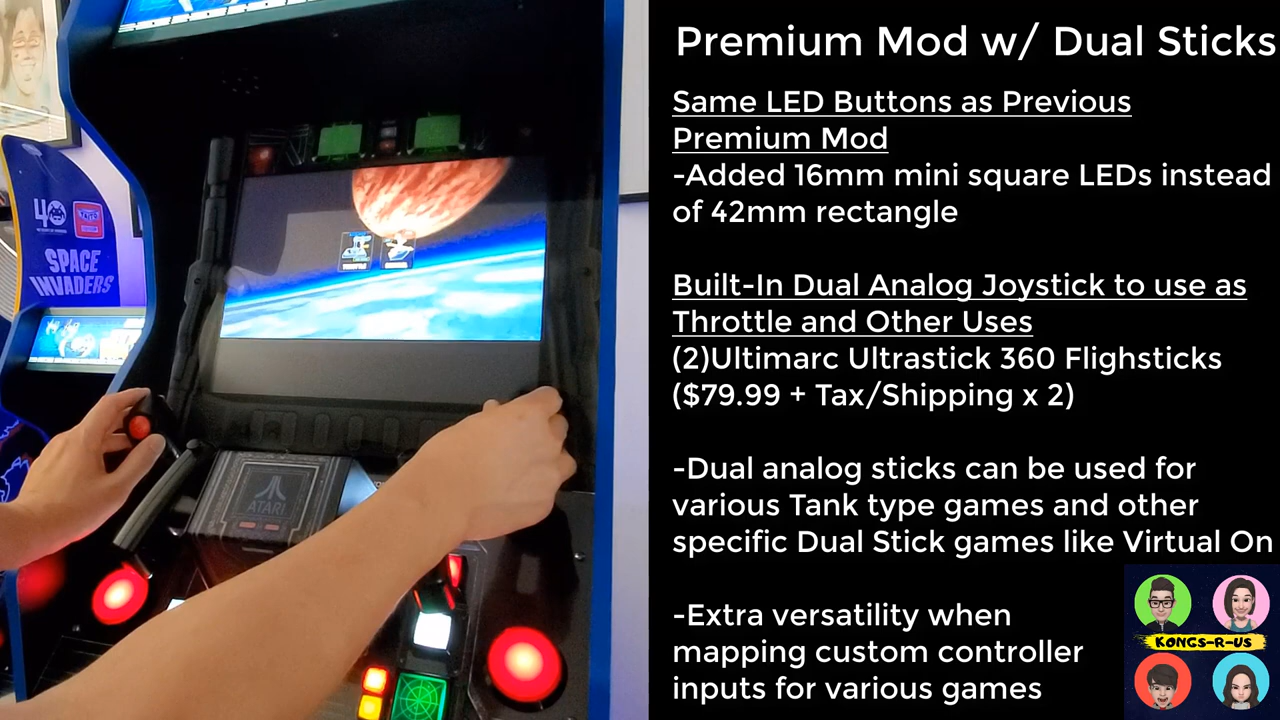 Premium Mod w/ Dual Sticks
Same LED Buttons as Previous
Premium Mod
-Added 16mm mini square LEDs instead
of 42mm rectangle
Built-In Dual Analog Joystick to use as
Throttle and Other Uses
(2)Ultimarc Ultrastick 360 Flighsticks
($79.99 + Tax/Shipping x 2)
-Dual analog sticks can be used for
various Tank type games and other
specific Dual Stick games like Virtual On
-Extra versatility when
mapping custom controller
inputs for various games
KONGS-R-US
40
TAITO
SPACE
INVADERS
ATARI